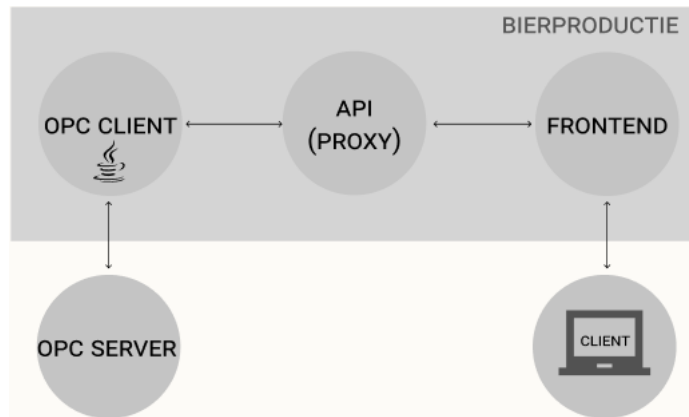 BIERPRODUCTIE
OPC CLIENT
API
(PROXY)
FRONTEND
OPC SERVER
CLIENT